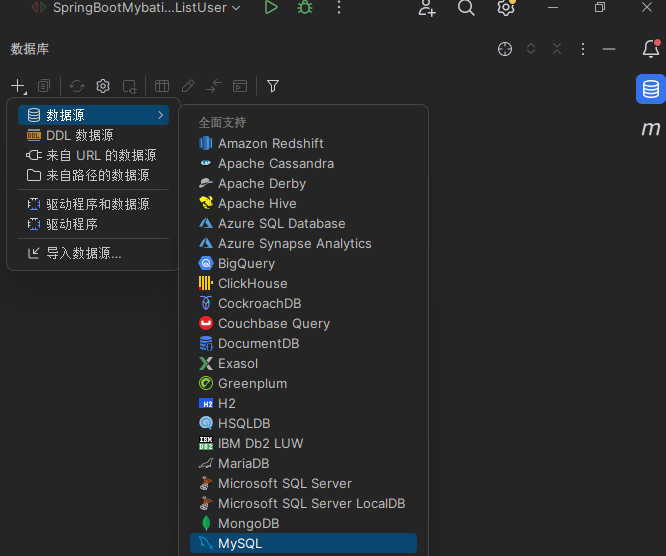 SpringBootMybati...ListUser
数据库
数据源
DDL 数据源
来自 URL 的数据源
来自路径的数据源
驱动程序和数据源
驱动程序
导入数据源...
全面支持
Amazon Redshift
Apache Cassandra
Apache Derby
Apache Hive
Azure SQL Database
Azure Synapse Analytics
BigQuery
ClickHouse
CockroachDB
Couchbase Query
DocumentDB
Exasol
Greenplum
H2
HSQLDB
IBM Db2 LUW
MariaDB
Microsoft SQL Server
Microsoft SQL Server LocalDB
MongoDB
MySQL
m